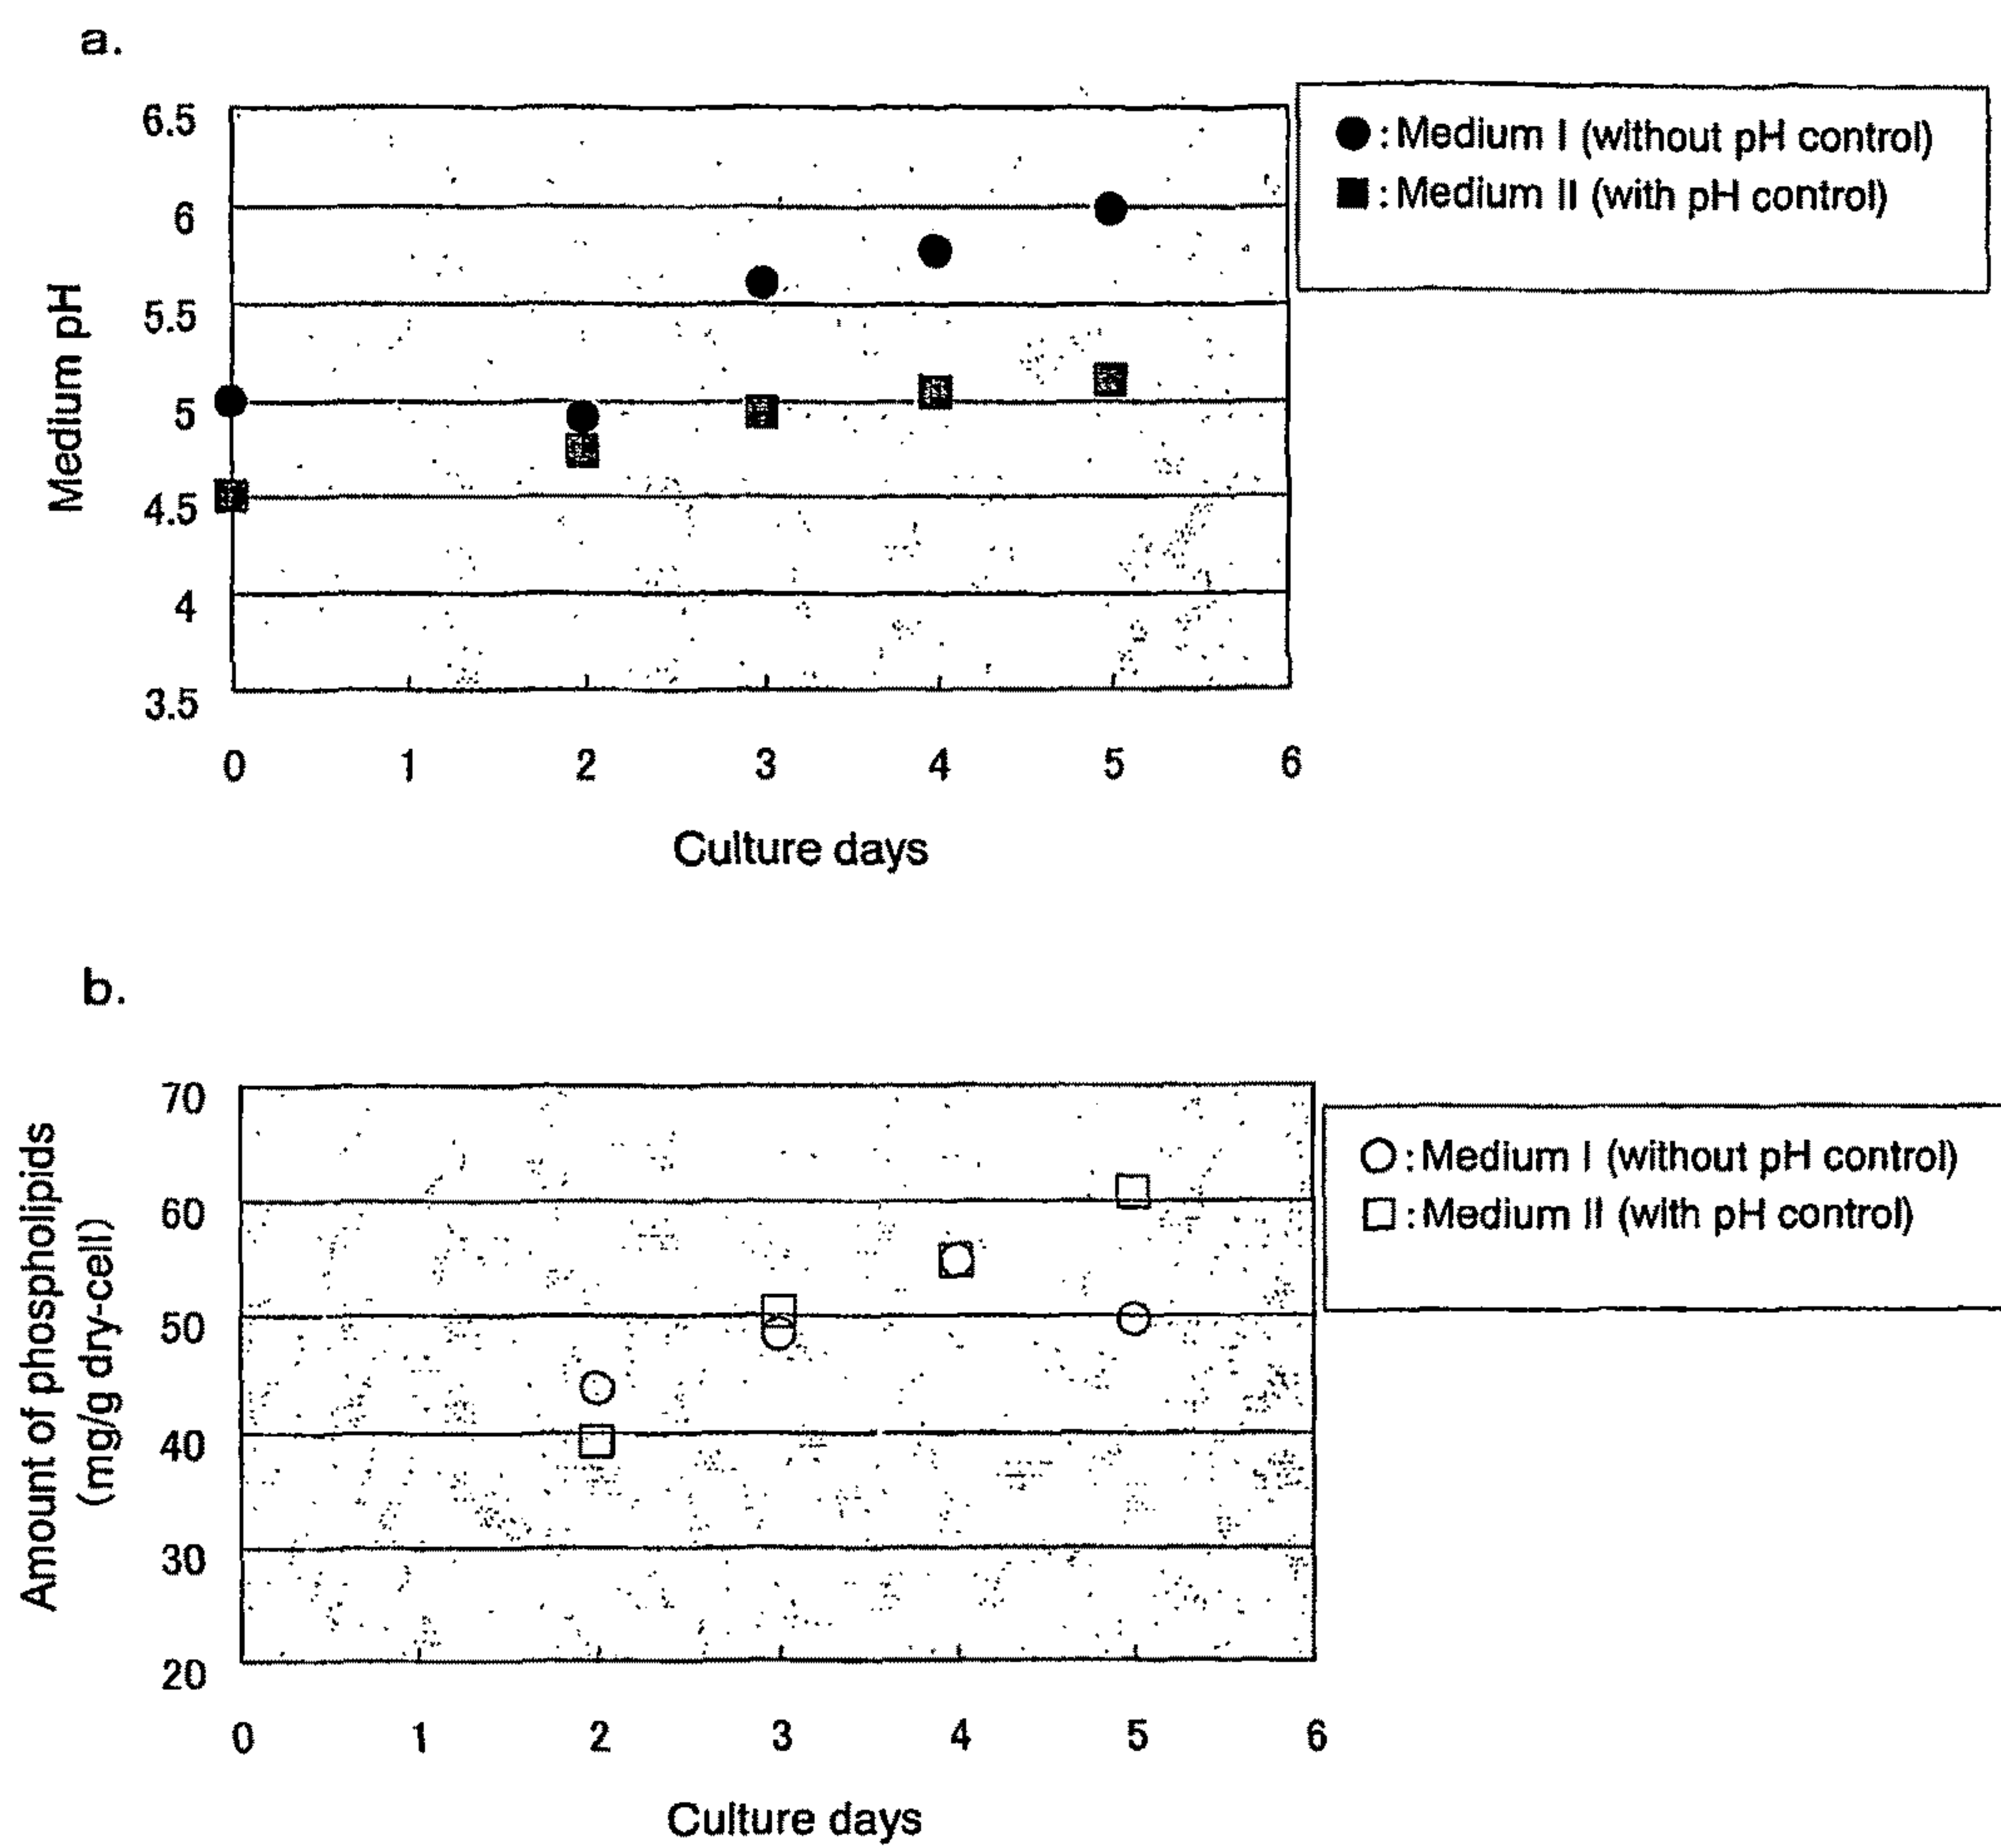 a.
6.5
6
5.5
5
4.5
4
3.5
Medium pH
0 1 2 3 4 5 6
Culture days
: Medium I (without pH control)
: Medium II (with pH control)
b.
70
60
50
40
30
20
Amount of phospholipids
(mg/g dry-cell)
0 1 2 3 4 5 6
Culture days
: Medium I (without pH control)
: Medium II (with pH control)